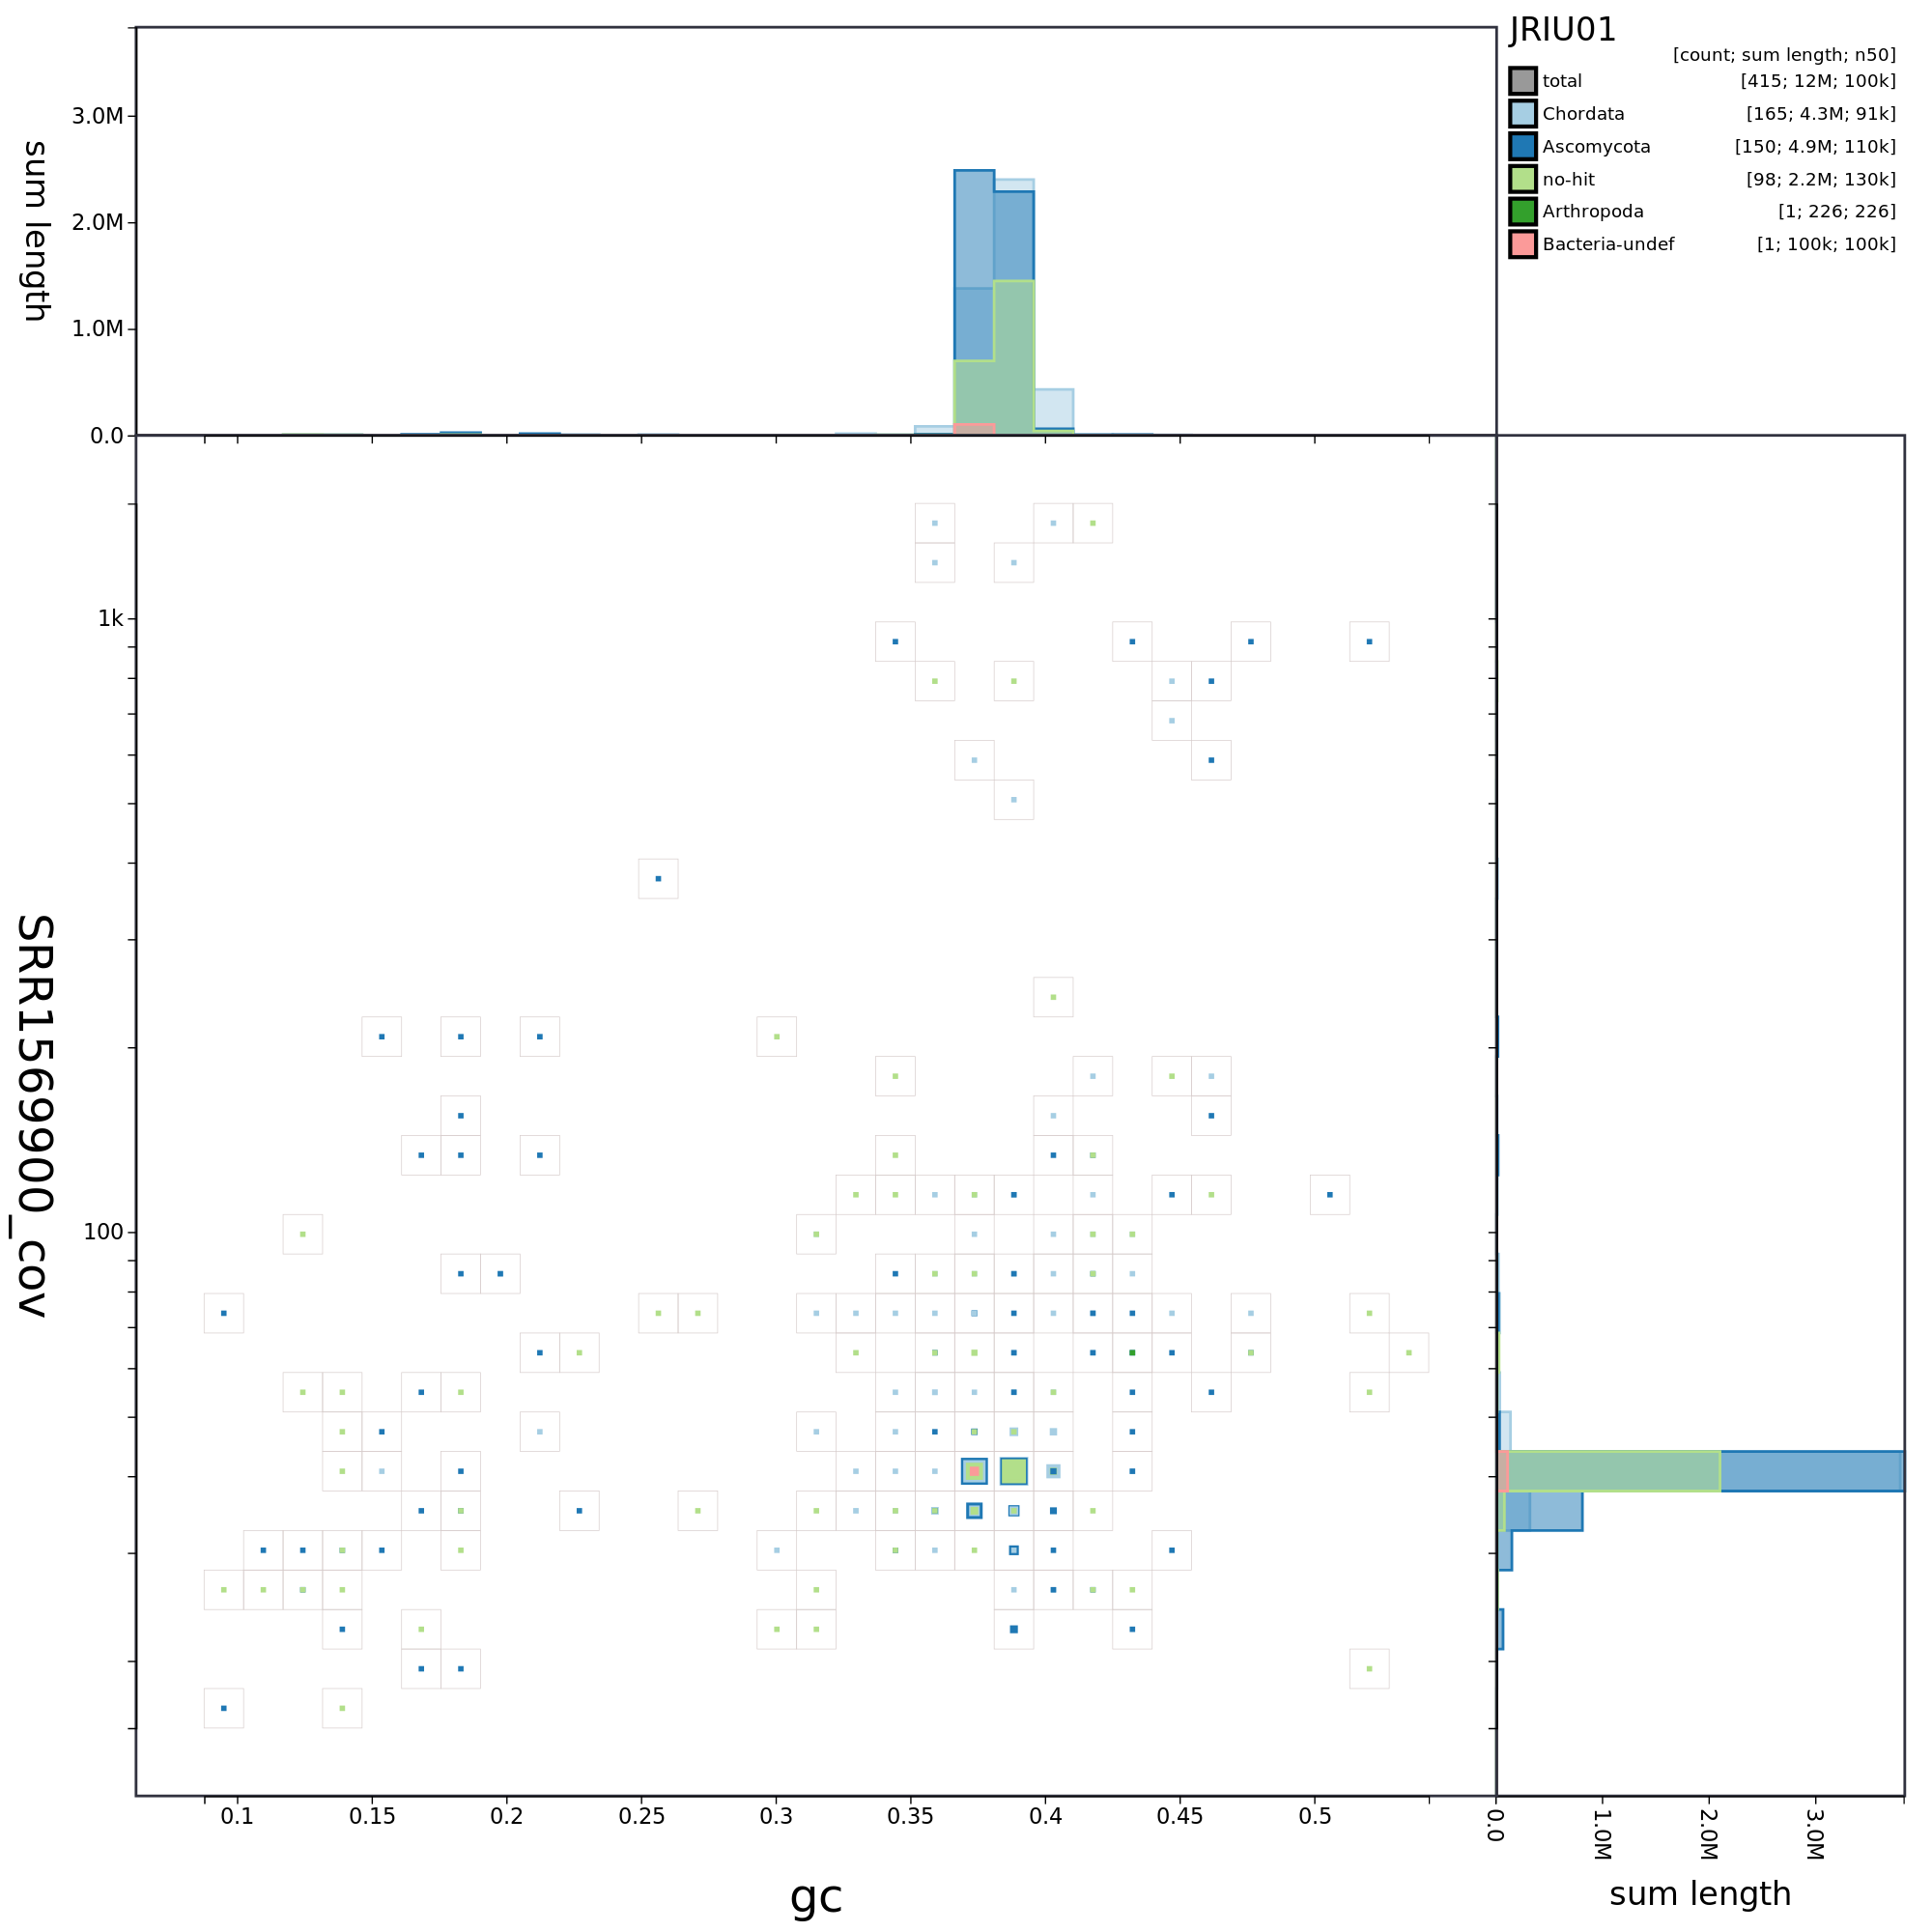 JRIU01
[count; sum length; n50]
total [415; 12M; 100k]
Chordata [165; 4.3M; 91k]
Ascomycota [150; 4.9M; 110k]
no-hit [98; 2.2M; 130k]
Arthropoda [1; 226; 226]
Bacteria-undef [1; 100k; 100k]
sum length
3.0M
2.0M
1.0M
0.0
SRR1569900_cov
1k
100
0.1 0.15 0.2 0.25 0.3 0.35 0.4 0.45 0.5
gc
0.0 1.0M 2.0M 3.0M
sum length